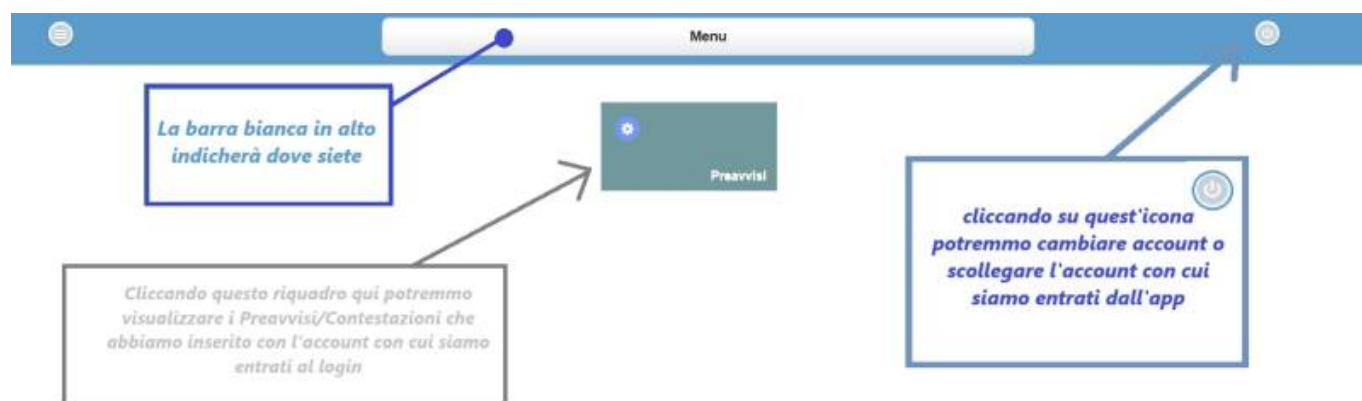 Menu
La barra bianca in alto
indicherà dove siete
Preavvisi
cliccando su quest'icona
potremmo cambiare account o
scollegare l'account con cui
siamo entrati dall'app
Cliccando questo riquadro qui potremmo
visualizzare i Preavvisi/Contestazioni che
abbiamo inserito con l'account con cui siamo
entrati al login